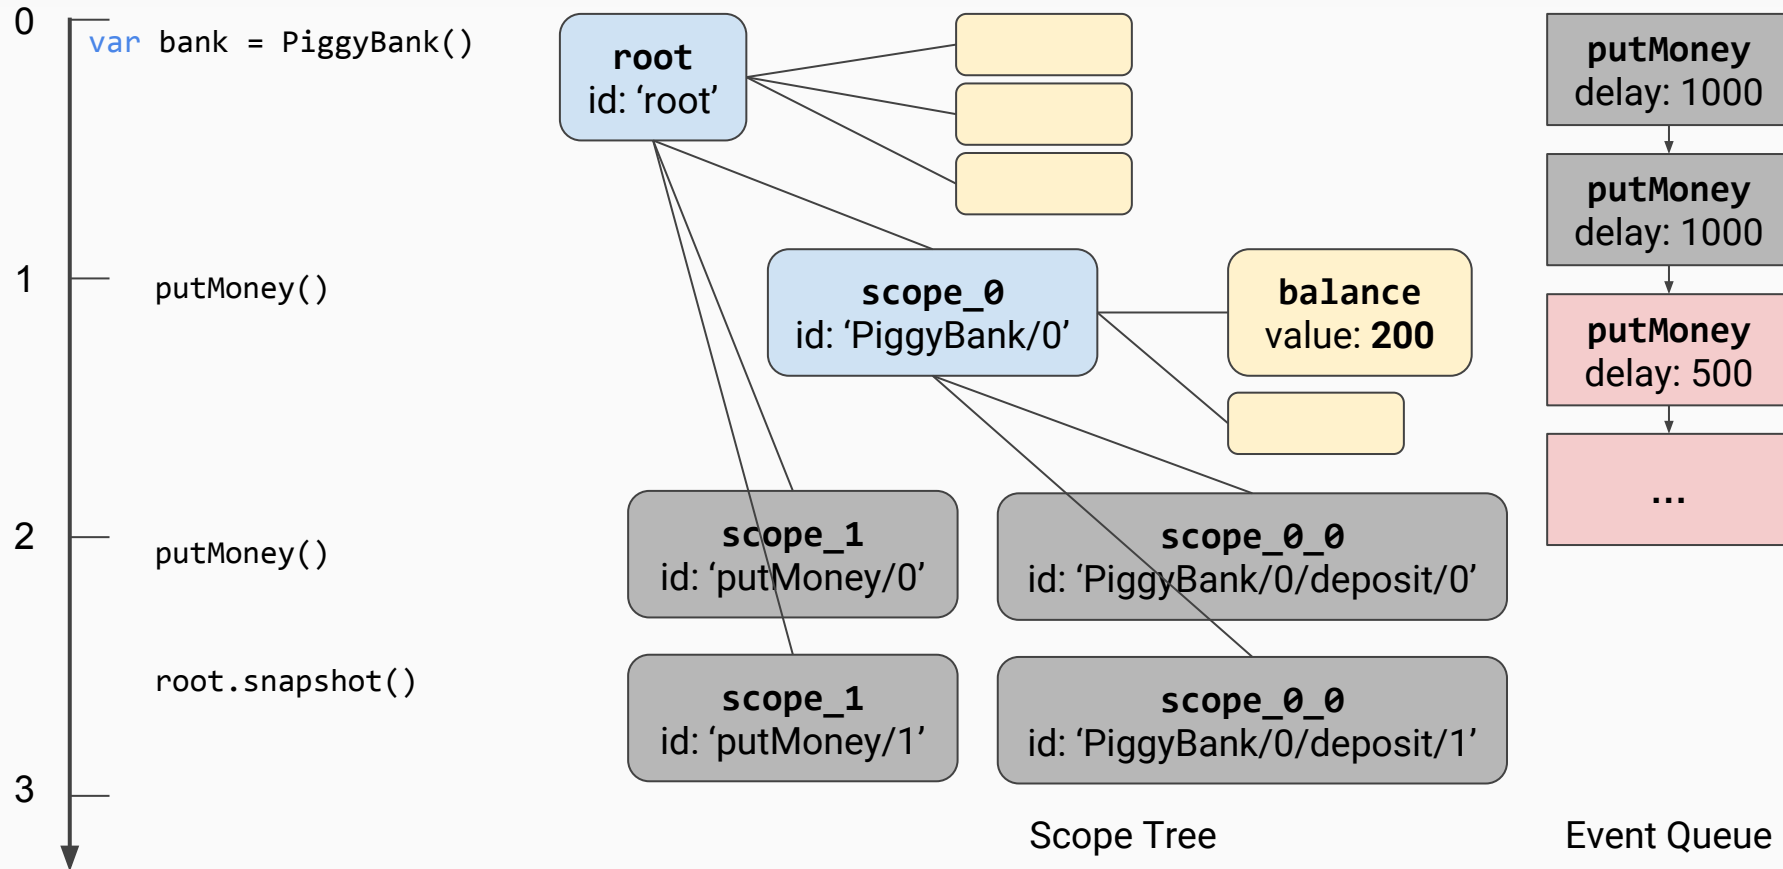 0
var bank = PiggyBank()
1
putMoney()
2
putMoney()
root.snapshot()
3
root
id: ‘root’
scope_0
id: ‘PiggyBank/0’
balance
value: 200
scope_1
id: ‘putMoney/0’
scope_0_0
id: ‘PiggyBank/0/deposit/0’
scope_1
id: ‘putMoney/1’
scope_0_0
id: ‘PiggyBank/0/deposit/1’
Scope Tree
putMoney
delay: 1000
putMoney
delay: 1000
putMoney
delay: 500
...
Event Queue